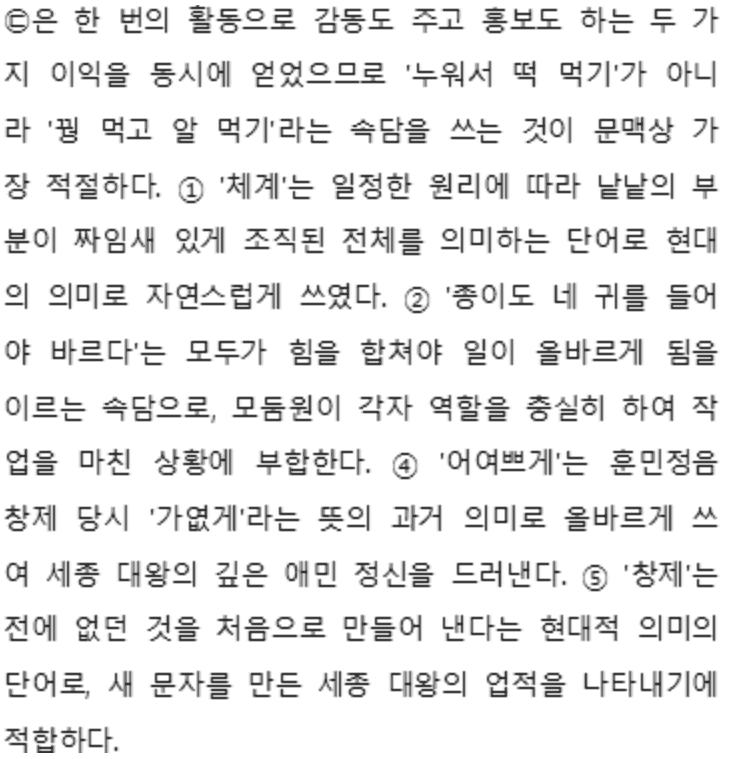 ㉢은 한 번의 활동으로 감동도 주고 홍보도 하는 두 가
지 이익을 동시에 얻었으므로 '누워서 떡 먹기'가 아니
라 '꿩 먹고 알 먹기'라는 속담을 쓰는 것이 문맥상 가
장 적절하다. ① '체계'는 일정한 원리에 따라 낱낱의 부
분이 짜임새 있게 조직된 전체를 의미하는 단어로 현대
의 의미로 자연스럽게 쓰였다. ② '종이도 네 귀를 들어
야 바르다'는 모두가 힘을 합쳐야 일이 올바르게 됨을
이르는 속담으로, 모둠원이 각자 역할을 충실히 하여 작
업을 마친 상황에 부합한다. ④ '어여쁘게'는 훈민정음
창제 당시 '가엾게'라는 뜻의 과거 의미로 올바르게 쓰
여 세종 대왕의 깊은 애민 정신을 드러낸다. ⑤ '창제'는
전에 없던 것을 처음으로 만들어 낸다는 현대적 의미의
단어로, 새 문자를 만든 세종 대왕의 업적을 나타내기에
적합하다.